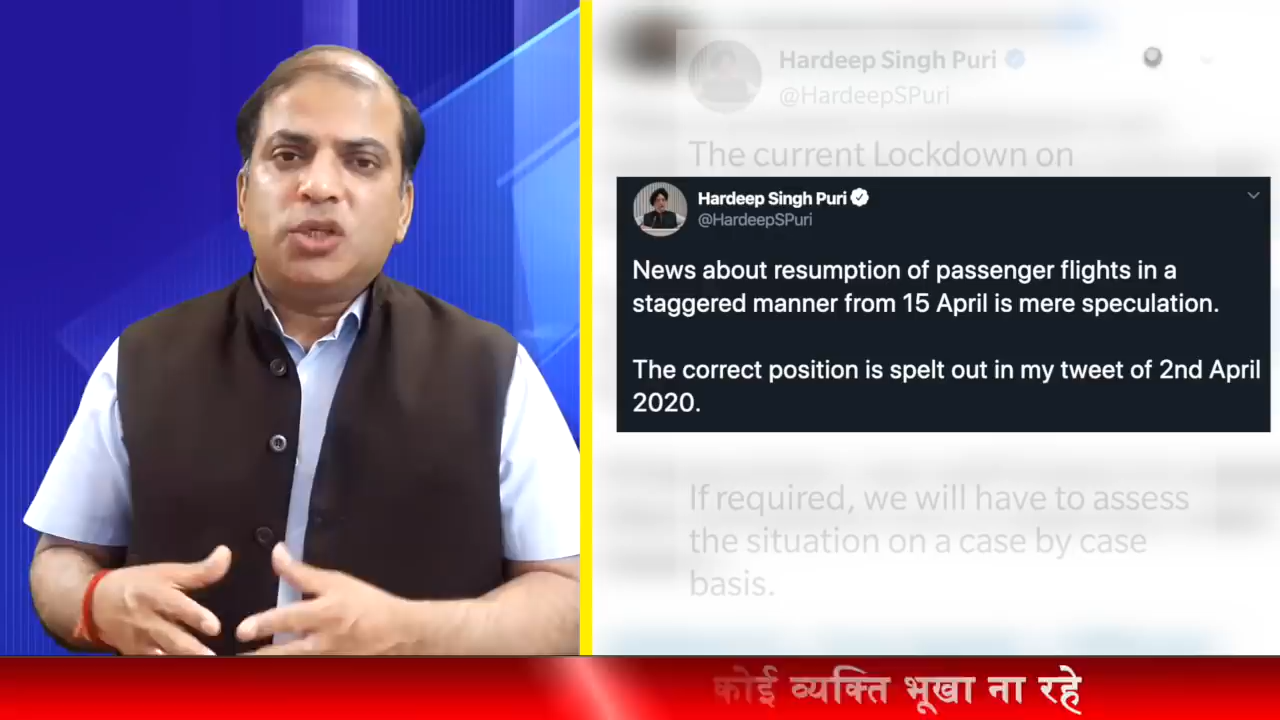 Hardeep Singh Puri
@HardeepSPuri
The current Lockdown on
Hardeep Singh Puri
@HardeepSPuri
News about resumption of passenger flights in a
staggered manner from 15 April is mere speculation.
The correct position is spelt out in my tweet of 2nd April
2020.
If required, we will have to assess
the situation on a case by case
basis.
कोई व्यक्ति भूखा ना रहे